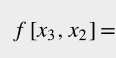 f [x₃, x₂] =